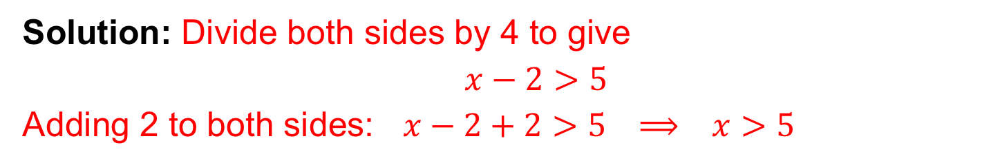 Solution: Divide both sides by 4 to give
𝑥 − 2 > 5
Adding 2 to both sides: 𝑥 − 2 + 2 > 5 ⟹ 𝑥 > 5